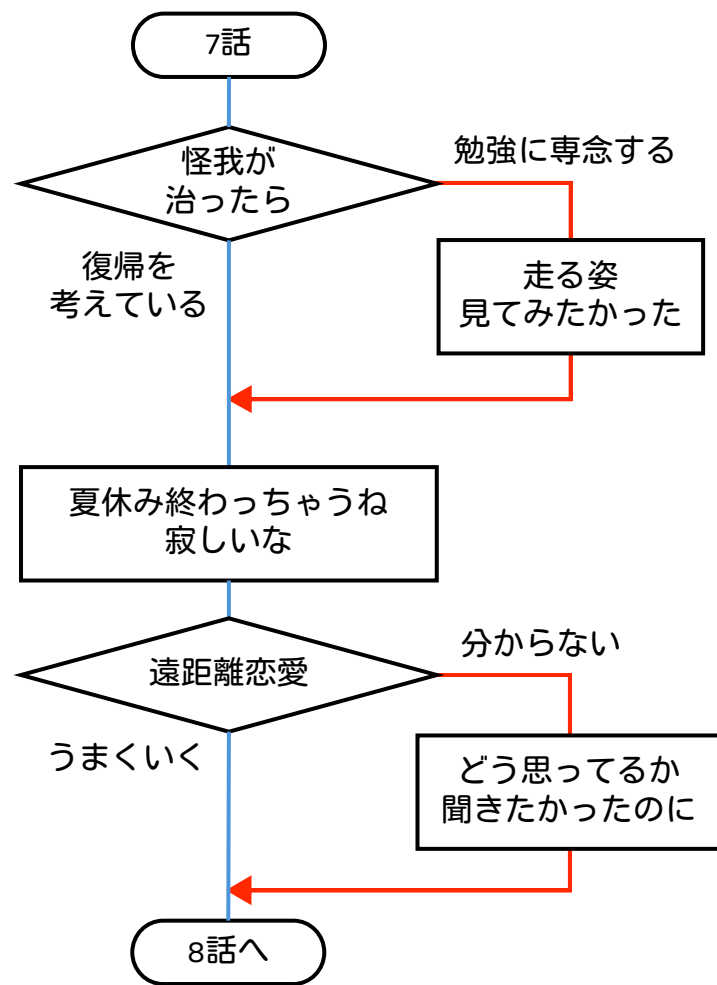 7話
怪我が
治ったら
勉強に専念する
復帰を
考えている
走る姿
見てみたかった
夏休み終わっちゃうね
寂しいな
遠距離恋愛
分からない
うまくいく
どう思ってるか
聞きたかったのに
8話へ